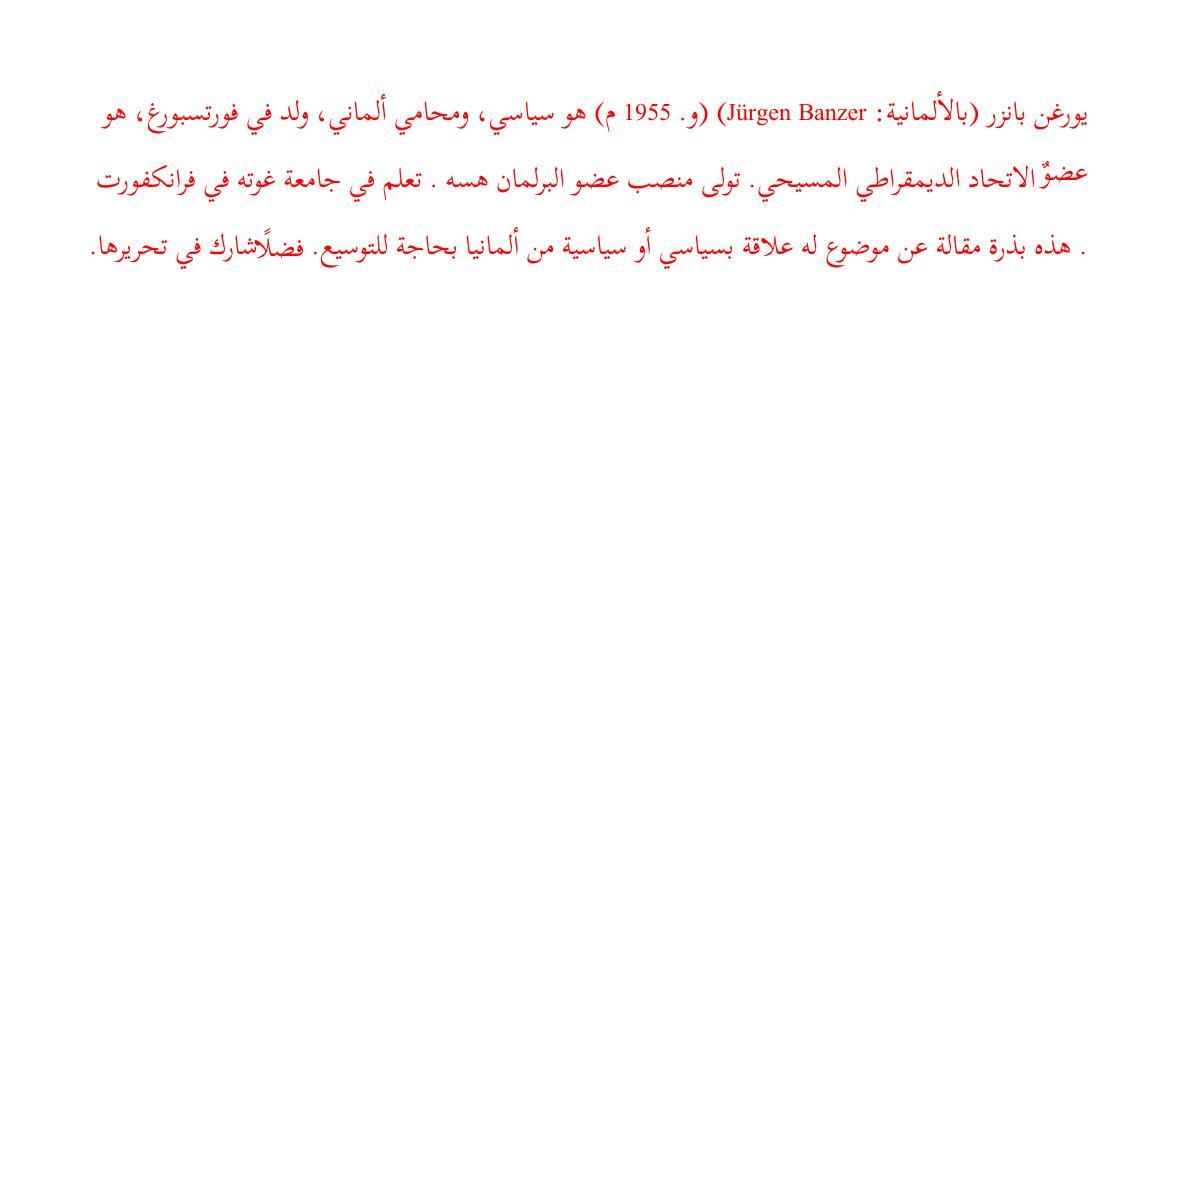 يورغن بانزر (بالألمانية: Jürgen Banzer) (و. 1955 م) هو سياسي، ومحامي ألماني، ولد في فورتسبورغ، هو
عضوٌ الاتحاد الديمقراطي المسيحي. تولى منصب عضو البرلمان هسه . تعلم في جامعة غوته في فرانكفورت
. هذه بذرة مقالة عن موضوع له علاقة بسياسي أو سياسية من ألمانيا بحاجة للتوسيع. فضلًاشارك في تحريرها.